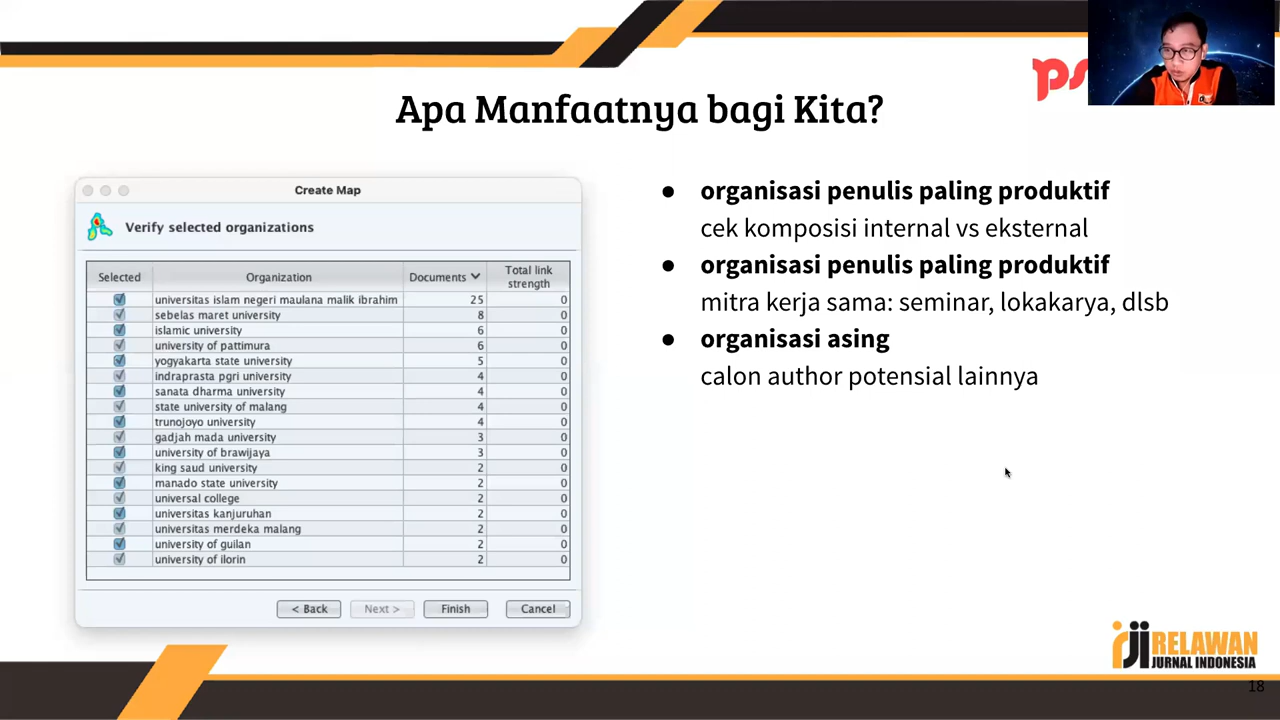 Apa Manfaatnya bagi Kita?
Create Map
Verify selected organizations
Selected Organization Documents Total link strength
universitas islam negeri maulana malik ibrahim 25 0
sebelas maret university 8 0
islamic university 6 0
university of pattimura 6 0
yogyakarta state university 5 0
indraprasta pgri university 4 0
sanata dharma university 4 0
state university of malang 4 0
trunojoyo university 4 0
gadjah mada university 3 0
university of brawijaya 3 0
king saud university 2 0
manado state university 2 0
universal college 2 0
universitas kanjuruhan 2 0
universitas merdeka malang 2 0
university of guilan 2 0
university of ilorin 2 0
< Back Next > Finish Cancel
● organisasi penulis paling produktif
cek komposisi internal vs eksternal
● organisasi penulis paling produktif
mitra kerja sama: seminar, lokakarya, dlsb
● organisasi asing
calon author potensial lainnya
rji RELAWAN
JURNAL INDONESIA
18